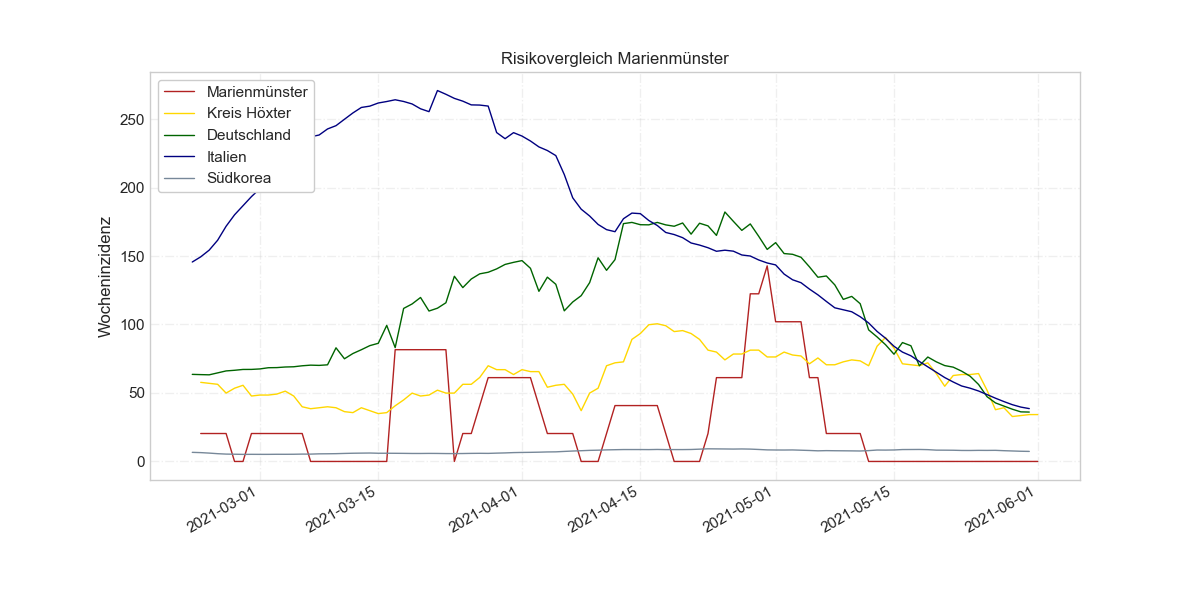 Risikovergleich Marienmünster
Marienmünster
Kreis Höxter
Deutschland
Italien
Südkorea
Wocheninzidenz
250
200
150
100
50
0
2021-03-01
2021-03-15
2021-04-01
2021-04-15
2021-05-01
2021-05-15
2021-06-01